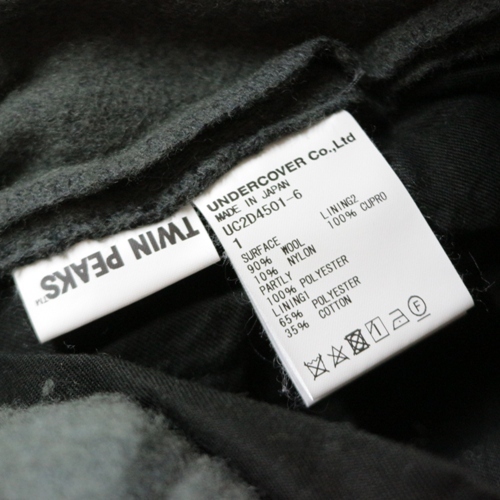 UNDERCOVER Co.,Ltd
MADE IN JAPAN
UC2D4501-6
1
SURFACE
90% WOOL
10% NYLON
PARTLY
100% POLYESTER
LINING1
65% POLYESTER
35% COTTON
LINING2
100% CUPRO
F
TWIN PEAKS™